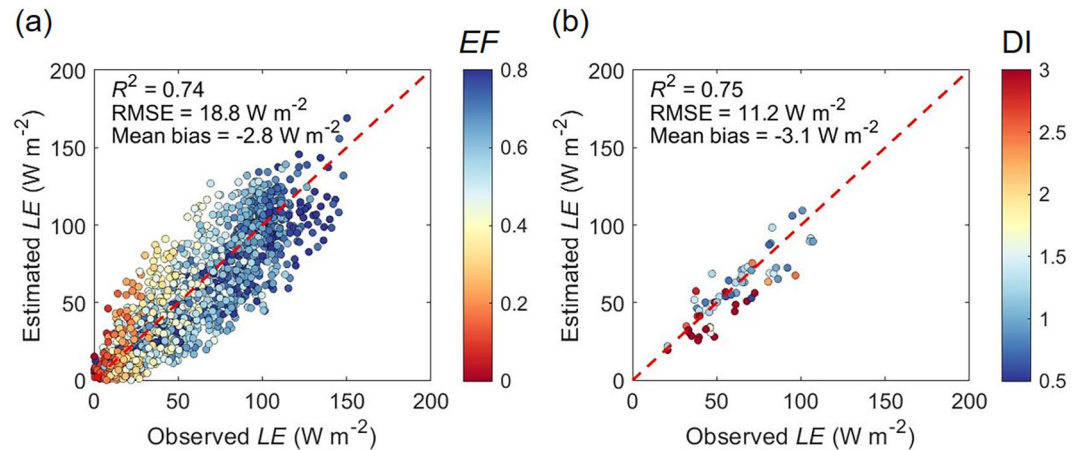 (a)
EF
200
150
100
50
0
0 50 100 150 200
R² = 0.74
RMSE = 18.8 W m⁻²
Mean bias = -2.8 W m⁻²
Estimated LE (W m⁻²)
Observed LE (W m⁻²)
0.8
0.6
0.4
0.2
0
(b)
DI
200
150
100
50
0
0 50 100 150 200
R² = 0.75
RMSE = 11.2 W m⁻²
Mean bias = -3.1 W m⁻²
Estimated LE (W m⁻²)
Observed LE (W m⁻²)
3
2.5
2
1.5
1
0.5